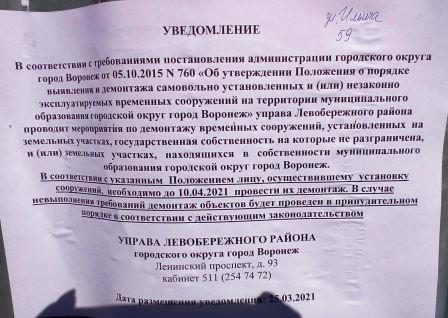 ул. Ильича
59
УВЕДОМЛЕНИЕ
В соответствии с требованиями постановления администрации городского округа
город Воронеж от 05.10.2015 N 760 «Об утверждении Положения о порядке
выявления и демонтажа самовольно установленных и (или) незаконно
эксплуатируемых временных сооружений на территории муниципального
образования городской округ город Воронеж» управа Левобережного района
проводит мероприятия по демонтажу временных сооружений, установленных на
земельных участках, государственная собственность на которые не разграничена,
и (или) земельных участках, находящихся в собственности муниципального
образования городской округ город Воронеж.
В соответствии с указанным Положением лицу, осуществившему установку
сооружений, необходимо до 10.04.2021 провести их демонтаж. В случае
невыполнения требований демонтаж объектов будет проведен в принудительном
порядке в соответствии с действующим законодательством
УПРАВА ЛЕВОБЕРЕЖНОГО РАЙОНА
городского округа город Воронеж
Ленинский проспект, д. 93
кабинет 511 (254 74 72)
Дата размещения уведомления: 25.03.2021